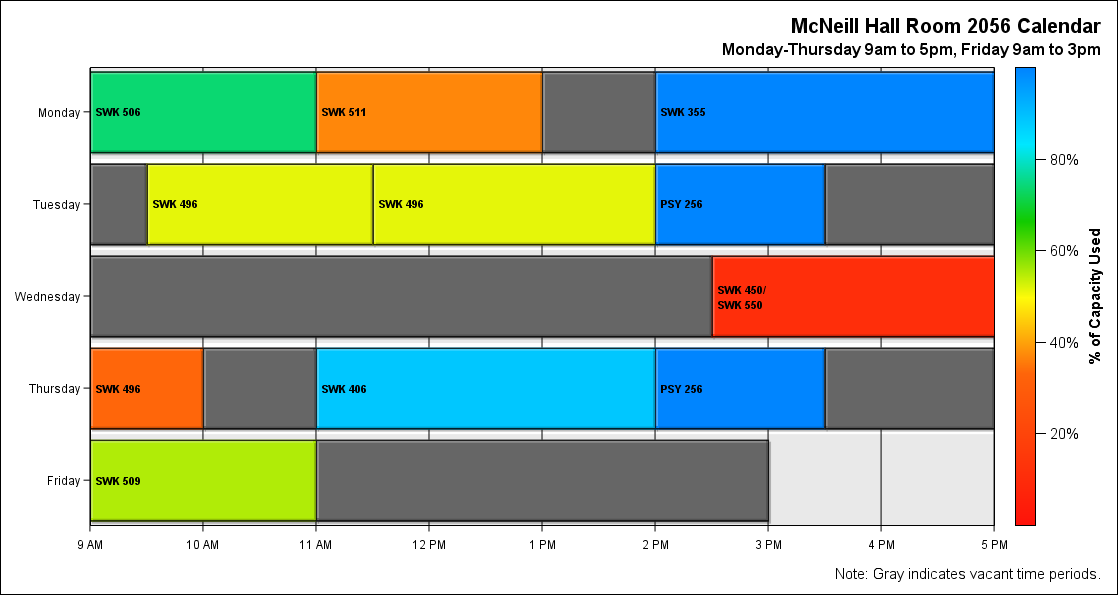 McNeill Hall Room 2056 Calendar
Monday-Thursday 9am to 5pm, Friday 9am to 3pm
Monday
SWK 506
SWK 511
SWK 355
Tuesday
SWK 496
SWK 496
PSY 256
Wednesday
SWK 450/
SWK 550
Thursday
SWK 496
SWK 406
PSY 256
Friday
SWK 509
9 AM
10 AM
11 AM
12 PM
1 PM
2 PM
3 PM
4 PM
5 PM
80%
60%
40%
20%
% of Capacity Used
Note: Gray indicates vacant time periods.